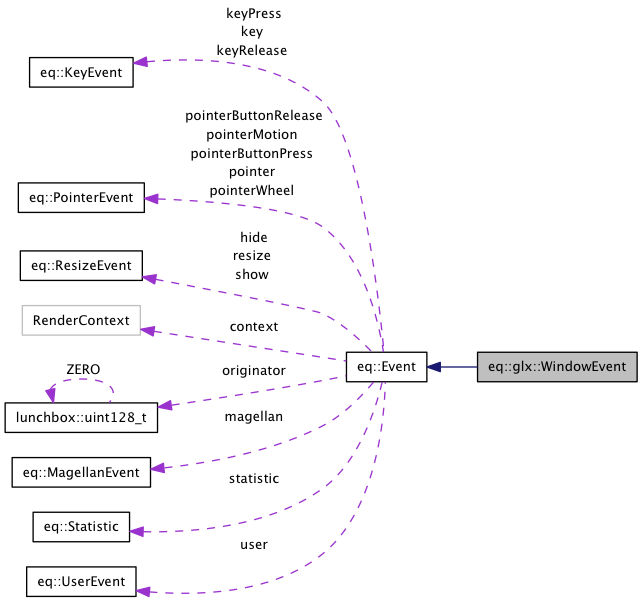 keyPress
key
keyRelease
eq::KeyEvent
pointerButtonRelease
pointerMotion
pointerButtonPress
pointer
pointerWheel
eq::PointerEvent
hide
resize
show
eq::ResizeEvent
RenderContext
context
ZERO
originator
eq::Event
eq::glx::WindowEvent
lunchbox::uint128_t
magellan
eq::MagellanEvent
statistic
eq::Statistic
user
eq::UserEvent